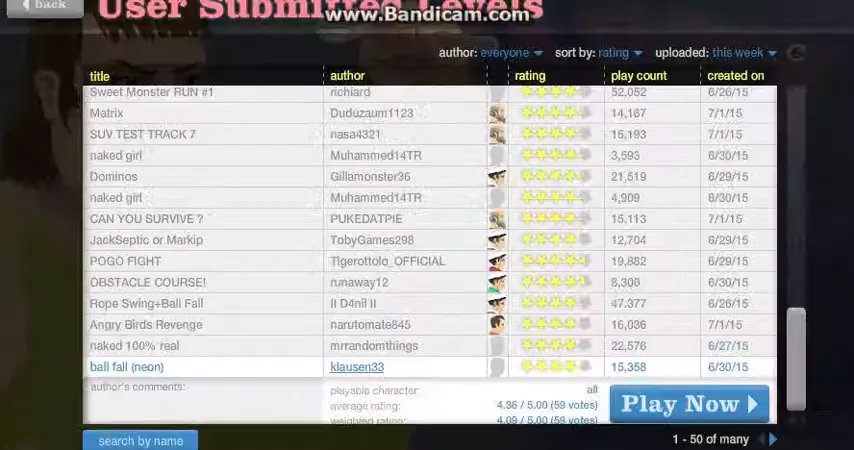 back
User Submitted Levels
www.Bandicam.com
author: everyone sort by: rating uploaded: this week
title author rating play count created on
Sweet Monster RUN #1 richiard 52,052 6/26/15
Matrix Duduzaum1123 14,167 7/1/15
SUV TEST TRACK 7 nasa4321 15,193 7/1/15
naked girl Muhammed14TR 3,593 6/30/15
Dominos Gillamonster36 21,519 6/29/15
naked girl Muhammed14TR 4,909 6/30/15
CAN YOU SURVIVE ? PUKEDATPIE 15,113 7/1/15
JackSeptic or Markip TobyGames298 12,704 6/29/15
POGO FIGHT Tigertottolo_OFFICIAL 19,882 6/29/15
OBSTACLE COURSE! runaway12 8,300 6/30/15
Rope Swing+Ball Fall II D4nil II 47,377 6/26/15
Angry Birds Revenge narutomate845 16,036 7/1/15
naked 100% real mrrandomthings 22,576 6/27/15
ball fall (neon) klausen33 15,358 6/30/15
author's comments:
playable character: all
average rating: 4.36 / 5.00 (59 votes)
weighted rating: 4.09 / 5.00 (59 votes)
Play Now
search by name
1 - 50 of many